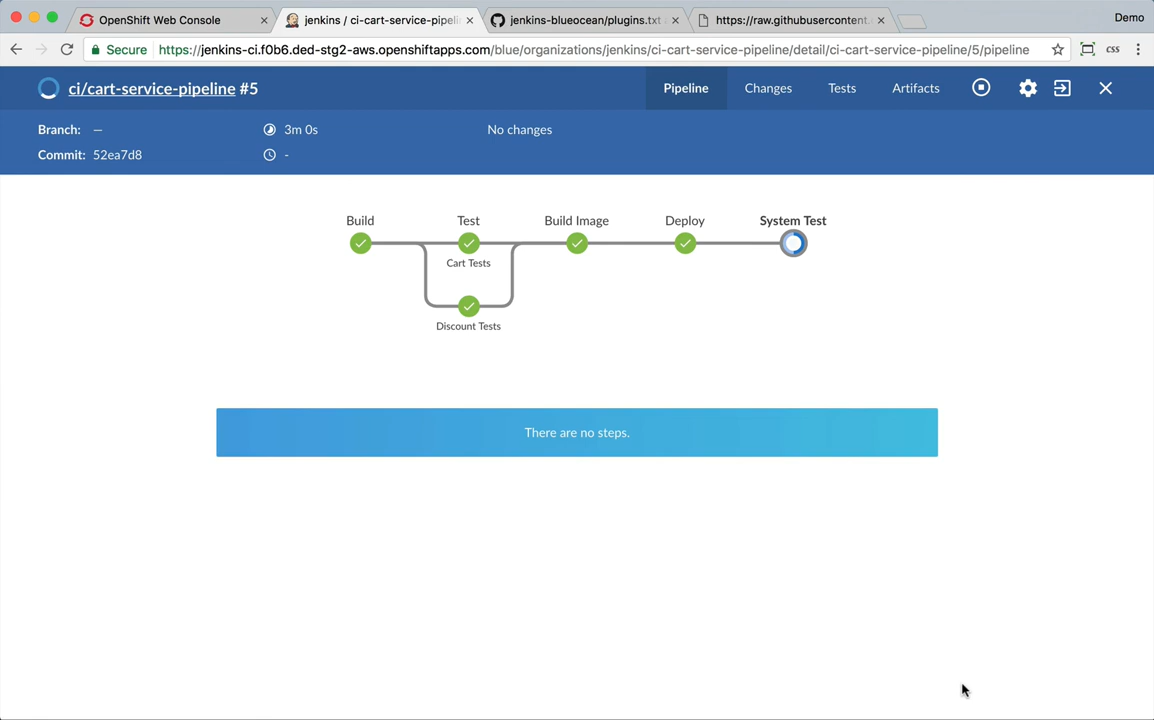 OpenShift Web Console
jenkins / ci-cart-service-pipelin
jenkins-blueocean/plugins.txt
https://raw.githubusercontent.
Demo
Secure https://jenkins-ci.f0b6.ded-stg2-aws.openshiftapps.com/blue/organizations/jenkins/ci-cart-service-pipeline/detail/ci-cart-service-pipeline/5/pipeline
css
ci/cart-service-pipeline #5
Pipeline Changes Tests Artifacts
Branch: — 3m 0s No changes
Commit: 52ea7d8 -
Build Test Build Image Deploy System Test
Cart Tests
Discount Tests
There are no steps.